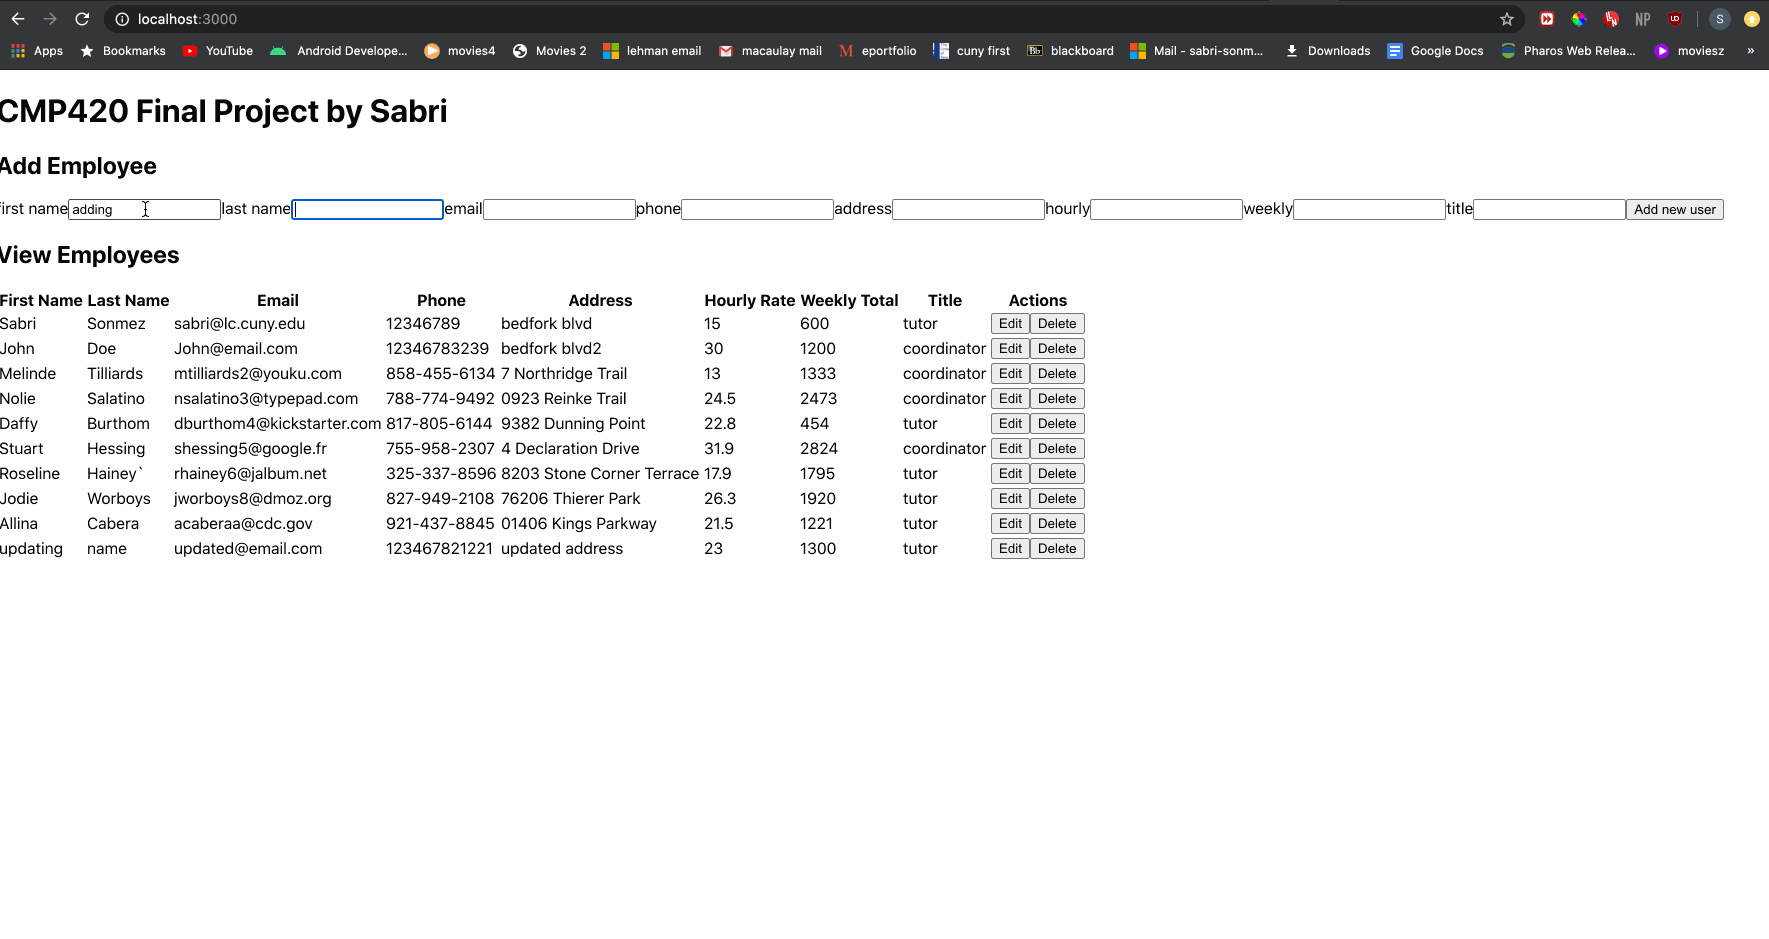 localhost:3000
Apps Bookmarks YouTube Android Develope... movies4 Movies 2 lehman email macaulay mail M eportfolio cuny first Bb blackboard Mail - sabri-sonm... Downloads Google Docs Pharos Web Relea... moviesz »
NP UD S
CMP420 Final Project by Sabri
Add Employee
first name adding last name email phone address hourly weekly title Add new user
View Employees
First Name Last Name Email Phone Address Hourly Rate Weekly Total Title Actions
Sabri Sonmez sabri@lc.cuny.edu 12346789 bedfork blvd 15 600 tutor Edit Delete
John Doe John@email.com 12346783239 bedfork blvd2 30 1200 coordinator Edit Delete
Melinde Tilliards mtilliards2@youku.com 858-455-6134 7 Northridge Trail 13 1333 coordinator Edit Delete
Nolie Salatino nsalatino3@typepad.com 788-774-9492 0923 Reinke Trail 24.5 2473 coordinator Edit Delete
Daffy Burthom dburthom4@kickstarter.com 817-805-6144 9382 Dunning Point 22.8 454 tutor Edit Delete
Stuart Hessing shessing5@google.fr 755-958-2307 4 Declaration Drive 31.9 2824 coordinator Edit Delete
Roseline Hainey` rhainey6@jalbum.net 325-337-8596 8203 Stone Corner Terrace 17.9 1795 tutor Edit Delete
Jodie Worboys jworboys8@dmoz.org 827-949-2108 76206 Thierer Park 26.3 1920 tutor Edit Delete
Allina Cabera acaberaa@cdc.gov 921-437-8845 01406 Kings Parkway 21.5 1221 tutor Edit Delete
updating name updated@email.com 123467821221 updated address 23 1300 tutor Edit Delete